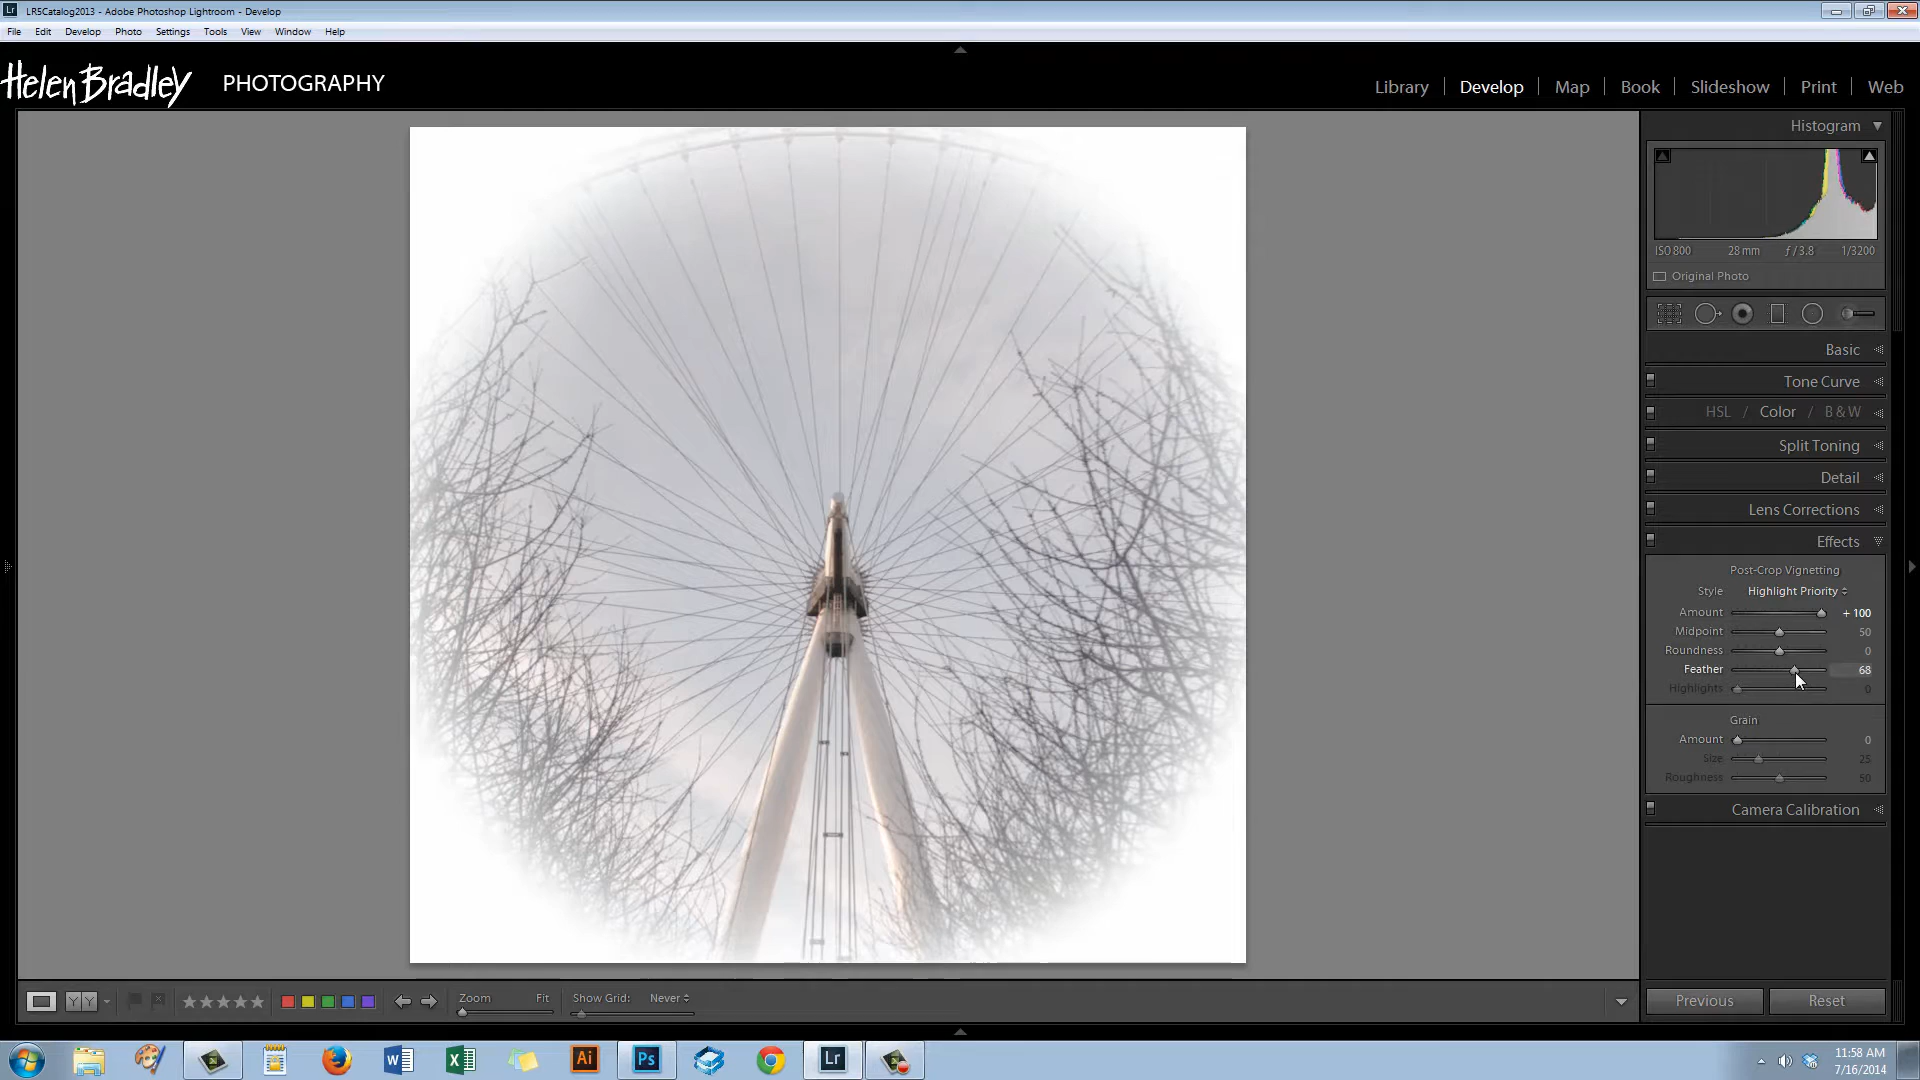 LR5Catalog2013 - Adobe Photoshop Lightroom - Develop
File Edit Develop Photo Settings Tools View Window Help
Helen Bradley PHOTOGRAPHY
Library Develop Map Book Slideshow Print Web
Histogram
ISO 800 28 mm ƒ / 3.8 1/3200
Original Photo
Basic
Tone Curve
HSL / Color / B & W
Split Toning
Detail
Lens Corrections
Effects
Post-Crop Vignetting
Style Highlight Priority
Amount + 100
Midpoint 50
Roundness 0
Feather 68
Highlights 0
Grain
Amount 0
Size 25
Roughness 50
Camera Calibration
Zoom Fit Show Grid: Never
Previous Reset
Ai Ps Lr
11:58 AM
7/16/2014